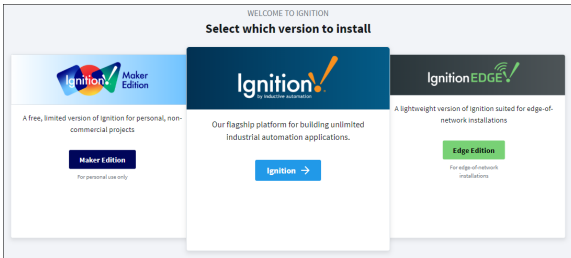 WELCOME TO IGNITION
Select which version to install
Ignition!
Maker
Edition
A free, limited version of Ignition for personal, non-
commercial projects
Maker Edition
For personal use only
Ignition!
by inductive automation
Our flagship platform for building unlimited
industrial automation applications.
Ignition →
Ignition EDGE
A lightweight version of Ignition suited for edge-of-
network installations
Edge Edition
For edge-of-network
installations